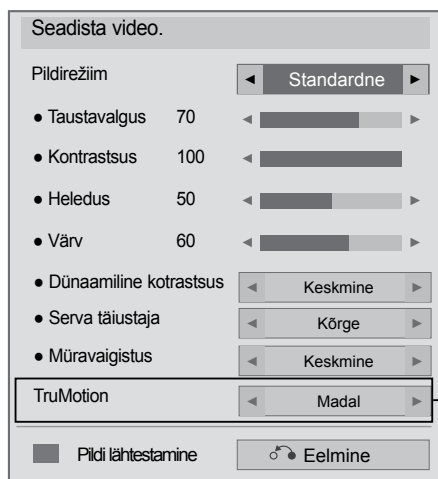 Seadista video.
Pildirežiim ◄ Standardne ►
● Taustavalgus 70 ◄ ►
● Kontrastsus 100 ◄
● Heledus 50 ◄ ►
● Värv 60 ◄ ►
● Dünaamiline kotrastsus ◄ Keskmine ►
● Serva täiustaja ◄ Kõrge ►
● Müravaigistus ◄ Keskmine ►
TruMotion ◄ Madal ►
Pildi lähtestamine Eelmine